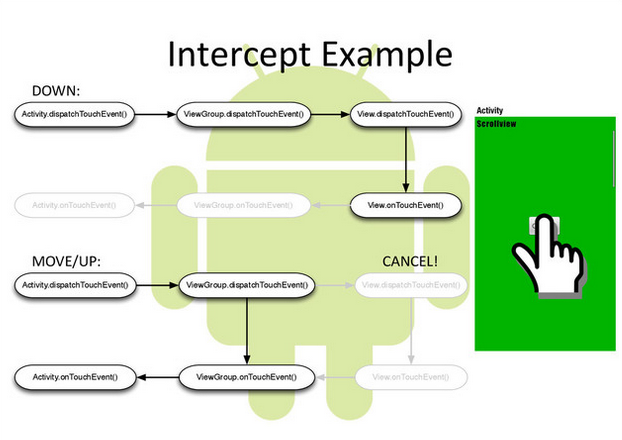 Intercept Example
DOWN:
Activity.dispatchTouchEvent()
ViewGroup.dispatchTouchEvent()
View.dispatchTouchEvent()
Activity
Scrollview
Activity.onTouchEvent()
ViewGroup.onTouchEvent()
View.onTouchEvent()
MOVE/UP:
CANCEL!
Activity.dispatchTouchEvent()
ViewGroup.dispatchTouchEvent()
View.dispatchTouchEvent()
Activity.onTouchEvent()
ViewGroup.onTouchEvent()
View.onTouchEvent()